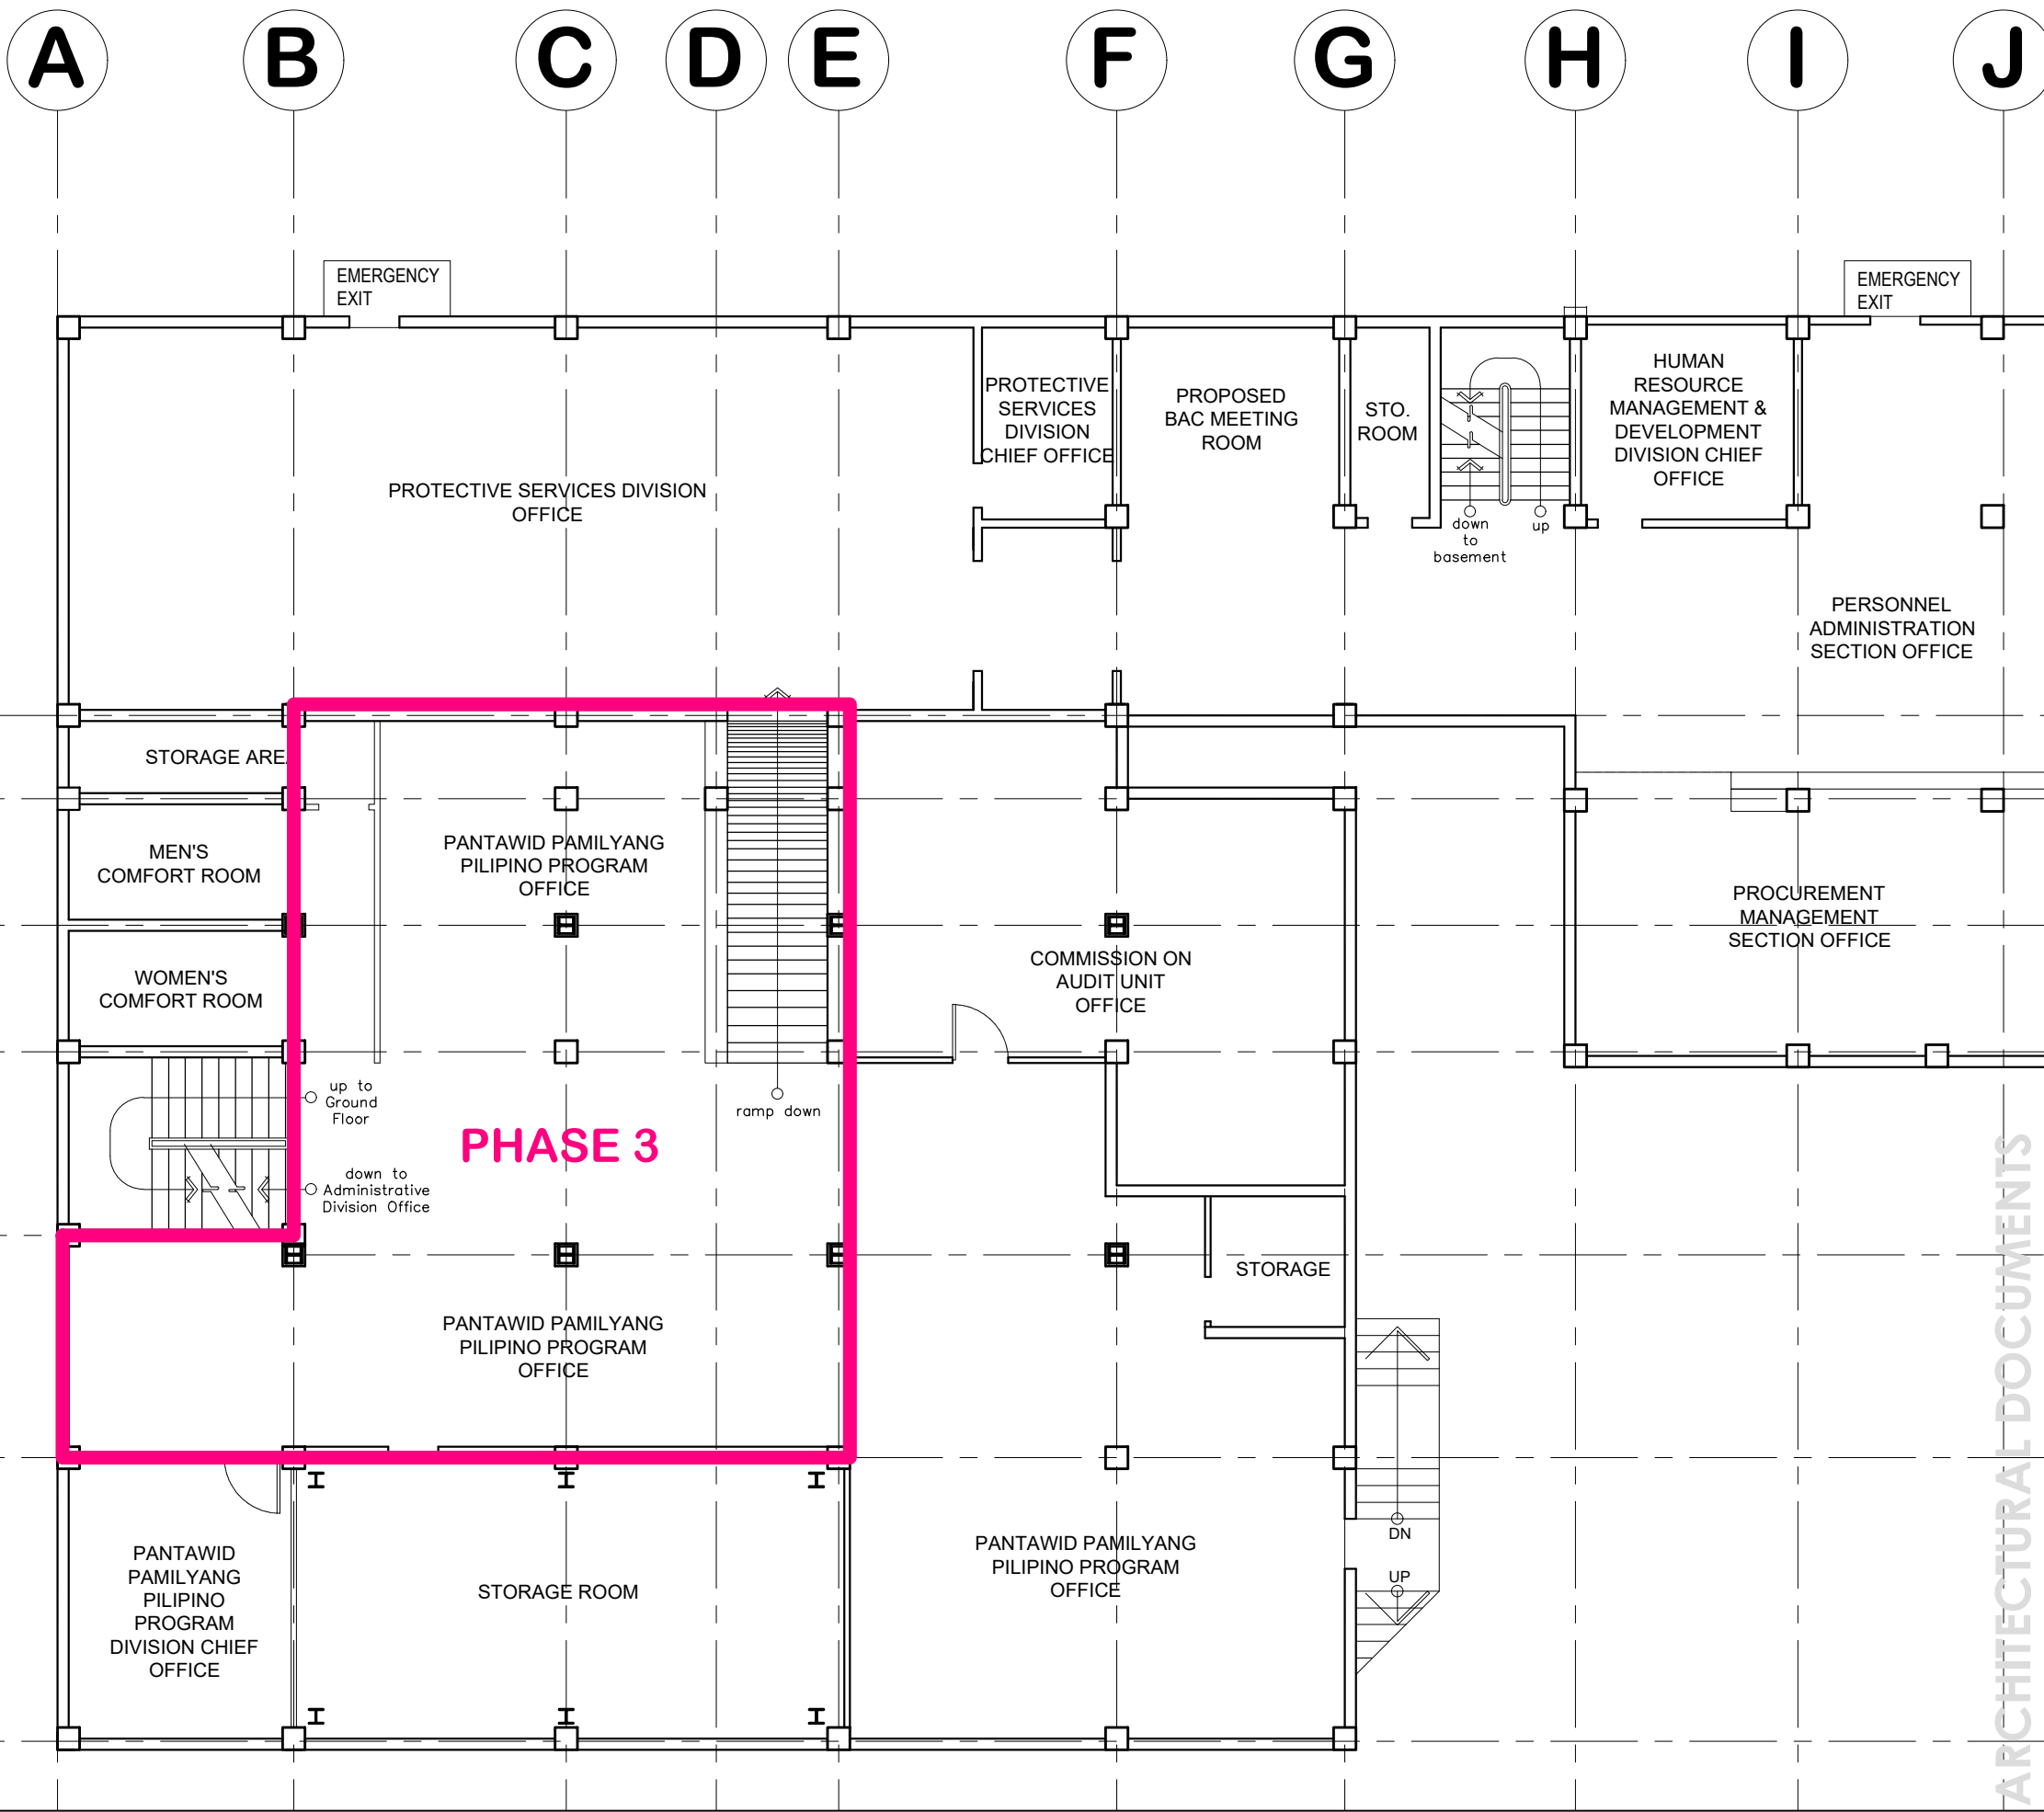 A B C D E F G H I J
EMERGENCY
EXIT
EMERGENCY
EXIT
PROTECTIVE SERVICES DIVISION
OFFICE
PROTECTIVE
SERVICES
DIVISION
CHIEF OFFICE
PROPOSED
BAC MEETING
ROOM
STO.
ROOM
down
to
basement
up
HUMAN
RESOURCE
MANAGEMENT &
DEVELOPMENT
DIVISION CHIEF
OFFICE
PERSONNEL
ADMINISTRATION
SECTION OFFICE
STORAGE AREA
MEN'S
COMFORT ROOM
WOMEN'S
COMFORT ROOM
PANTAWID PAMILYANG
PILIPINO PROGRAM
OFFICE
COMMISSION ON
AUDIT UNIT
OFFICE
PROCUREMENT
MANAGEMENT
SECTION OFFICE
up to
Ground
Floor
ramp down
PHASE 3
down to
Administrative
Division Office
STORAGE
PANTAWID PAMILYANG
PILIPINO PROGRAM
OFFICE
PANTAWID
PAMILYANG
PILIPINO
PROGRAM
DIVISION CHIEF
OFFICE
STORAGE ROOM
PANTAWID PAMILYANG
PILIPINO PROGRAM
OFFICE
DN
UP
ARCHITECTURAL DOCUMENTS